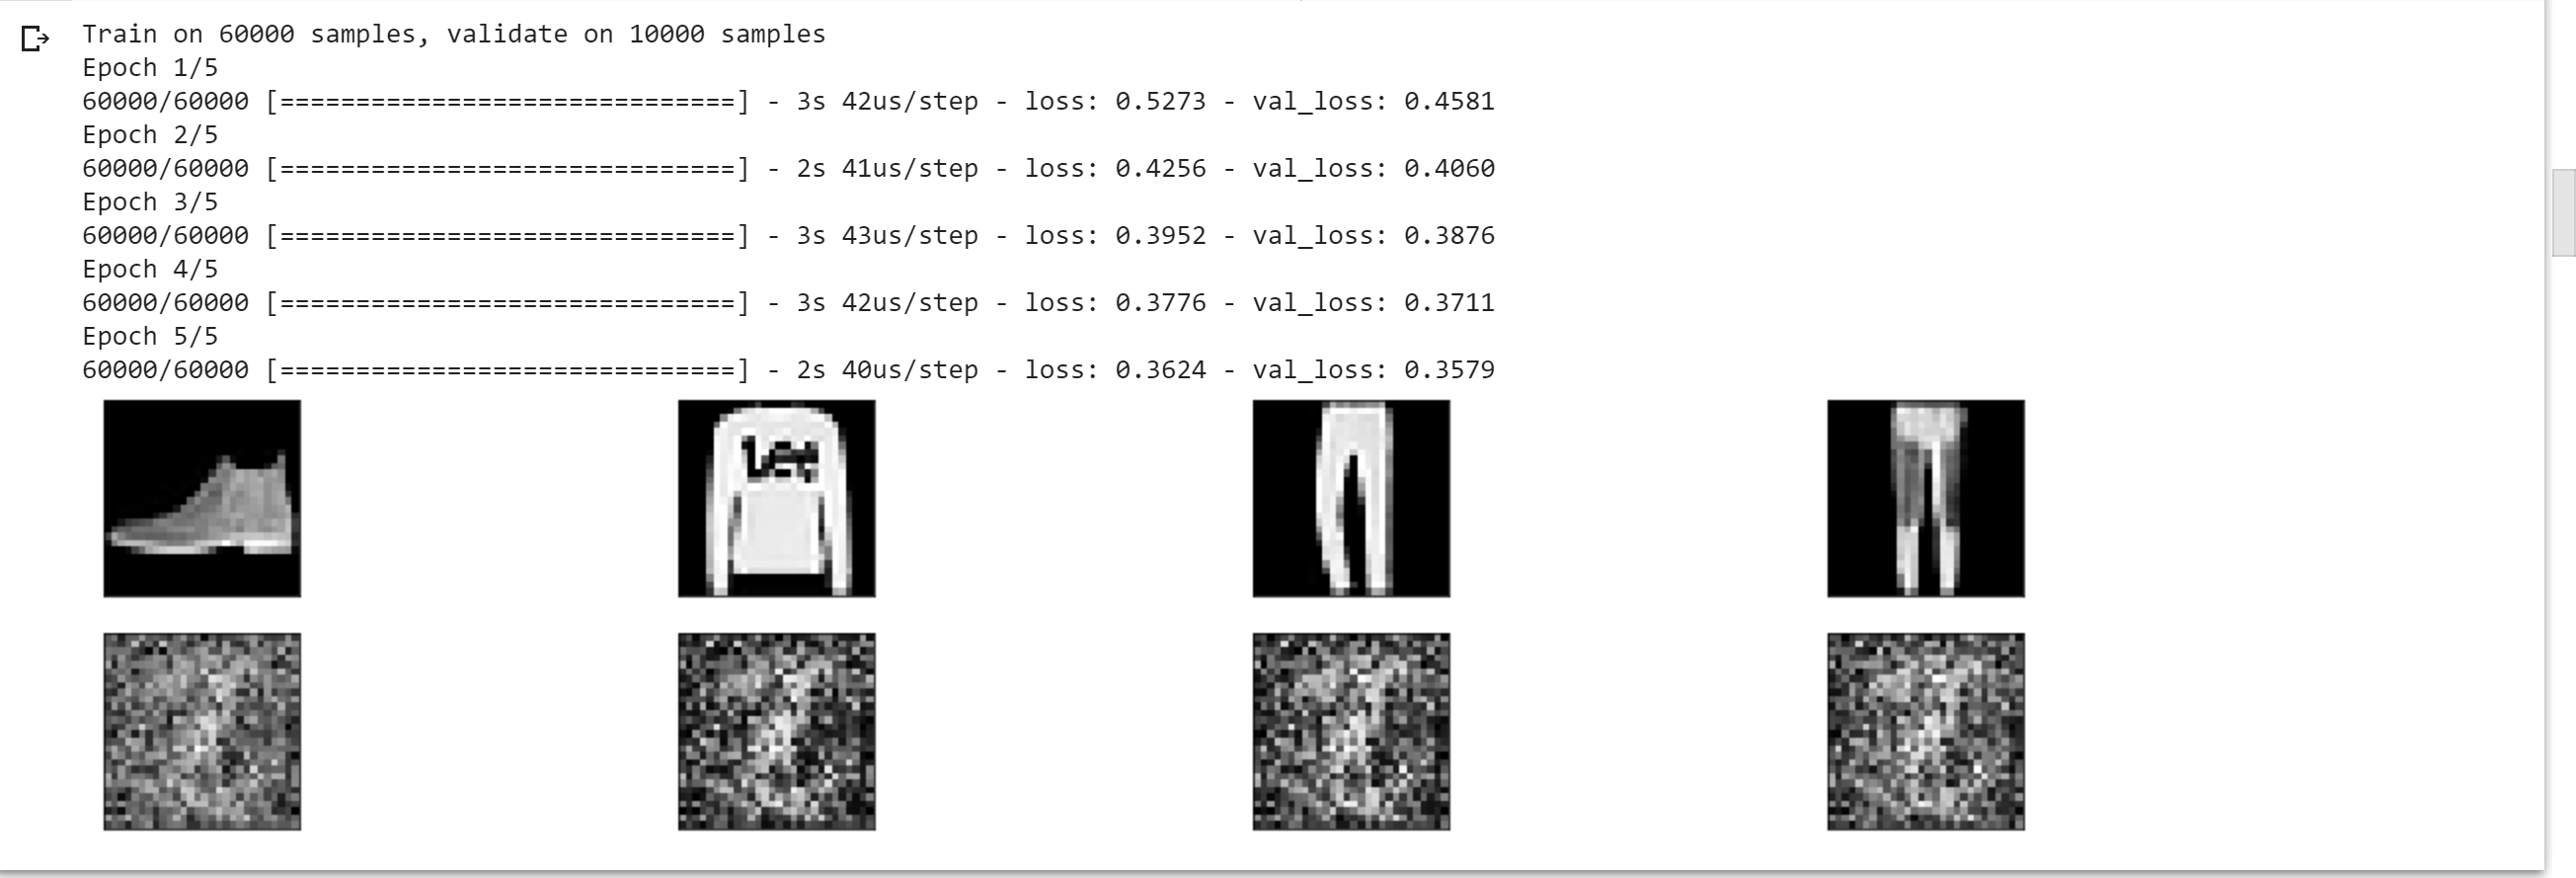 Train on 60000 samples, validate on 10000 samples
Epoch 1/5
60000/60000 [==============================] - 3s 42us/step - loss: 0.5273 - val_loss: 0.4581
Epoch 2/5
60000/60000 [==============================] - 2s 41us/step - loss: 0.4256 - val_loss: 0.4060
Epoch 3/5
60000/60000 [==============================] - 3s 43us/step - loss: 0.3952 - val_loss: 0.3876
Epoch 4/5
60000/60000 [==============================] - 3s 42us/step - loss: 0.3776 - val_loss: 0.3711
Epoch 5/5
60000/60000 [==============================] - 2s 40us/step - loss: 0.3624 - val_loss: 0.3579